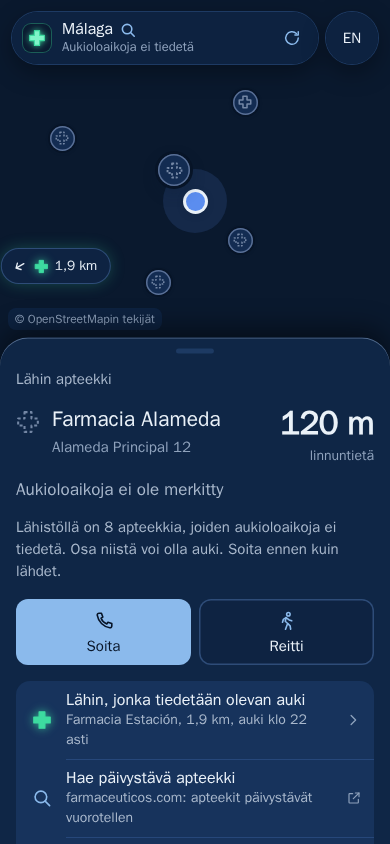 Málaga
Aukioloaikoja ei tiedetä
EN
1,9 km
© OpenStreetMapin tekijät
Lähin apteekki
Farmacia Alameda
120 m
Alameda Principal 12
linnuntietä
Aukioloaikoja ei ole merkitty
Lähistöllä on 8 apteekkia, joiden aukioloaikoja ei
tiedetä. Osa niistä voi olla auki. Soita ennen kuin
lähdet.
Soita
Reitti
Lähin, jonka tiedetään olevan auki
Farmacia Estación, 1,9 km, auki klo 22
asti
Hae päivystävä apteekki
farmaceuticos.com: apteekit päivystävät
vuorotellen